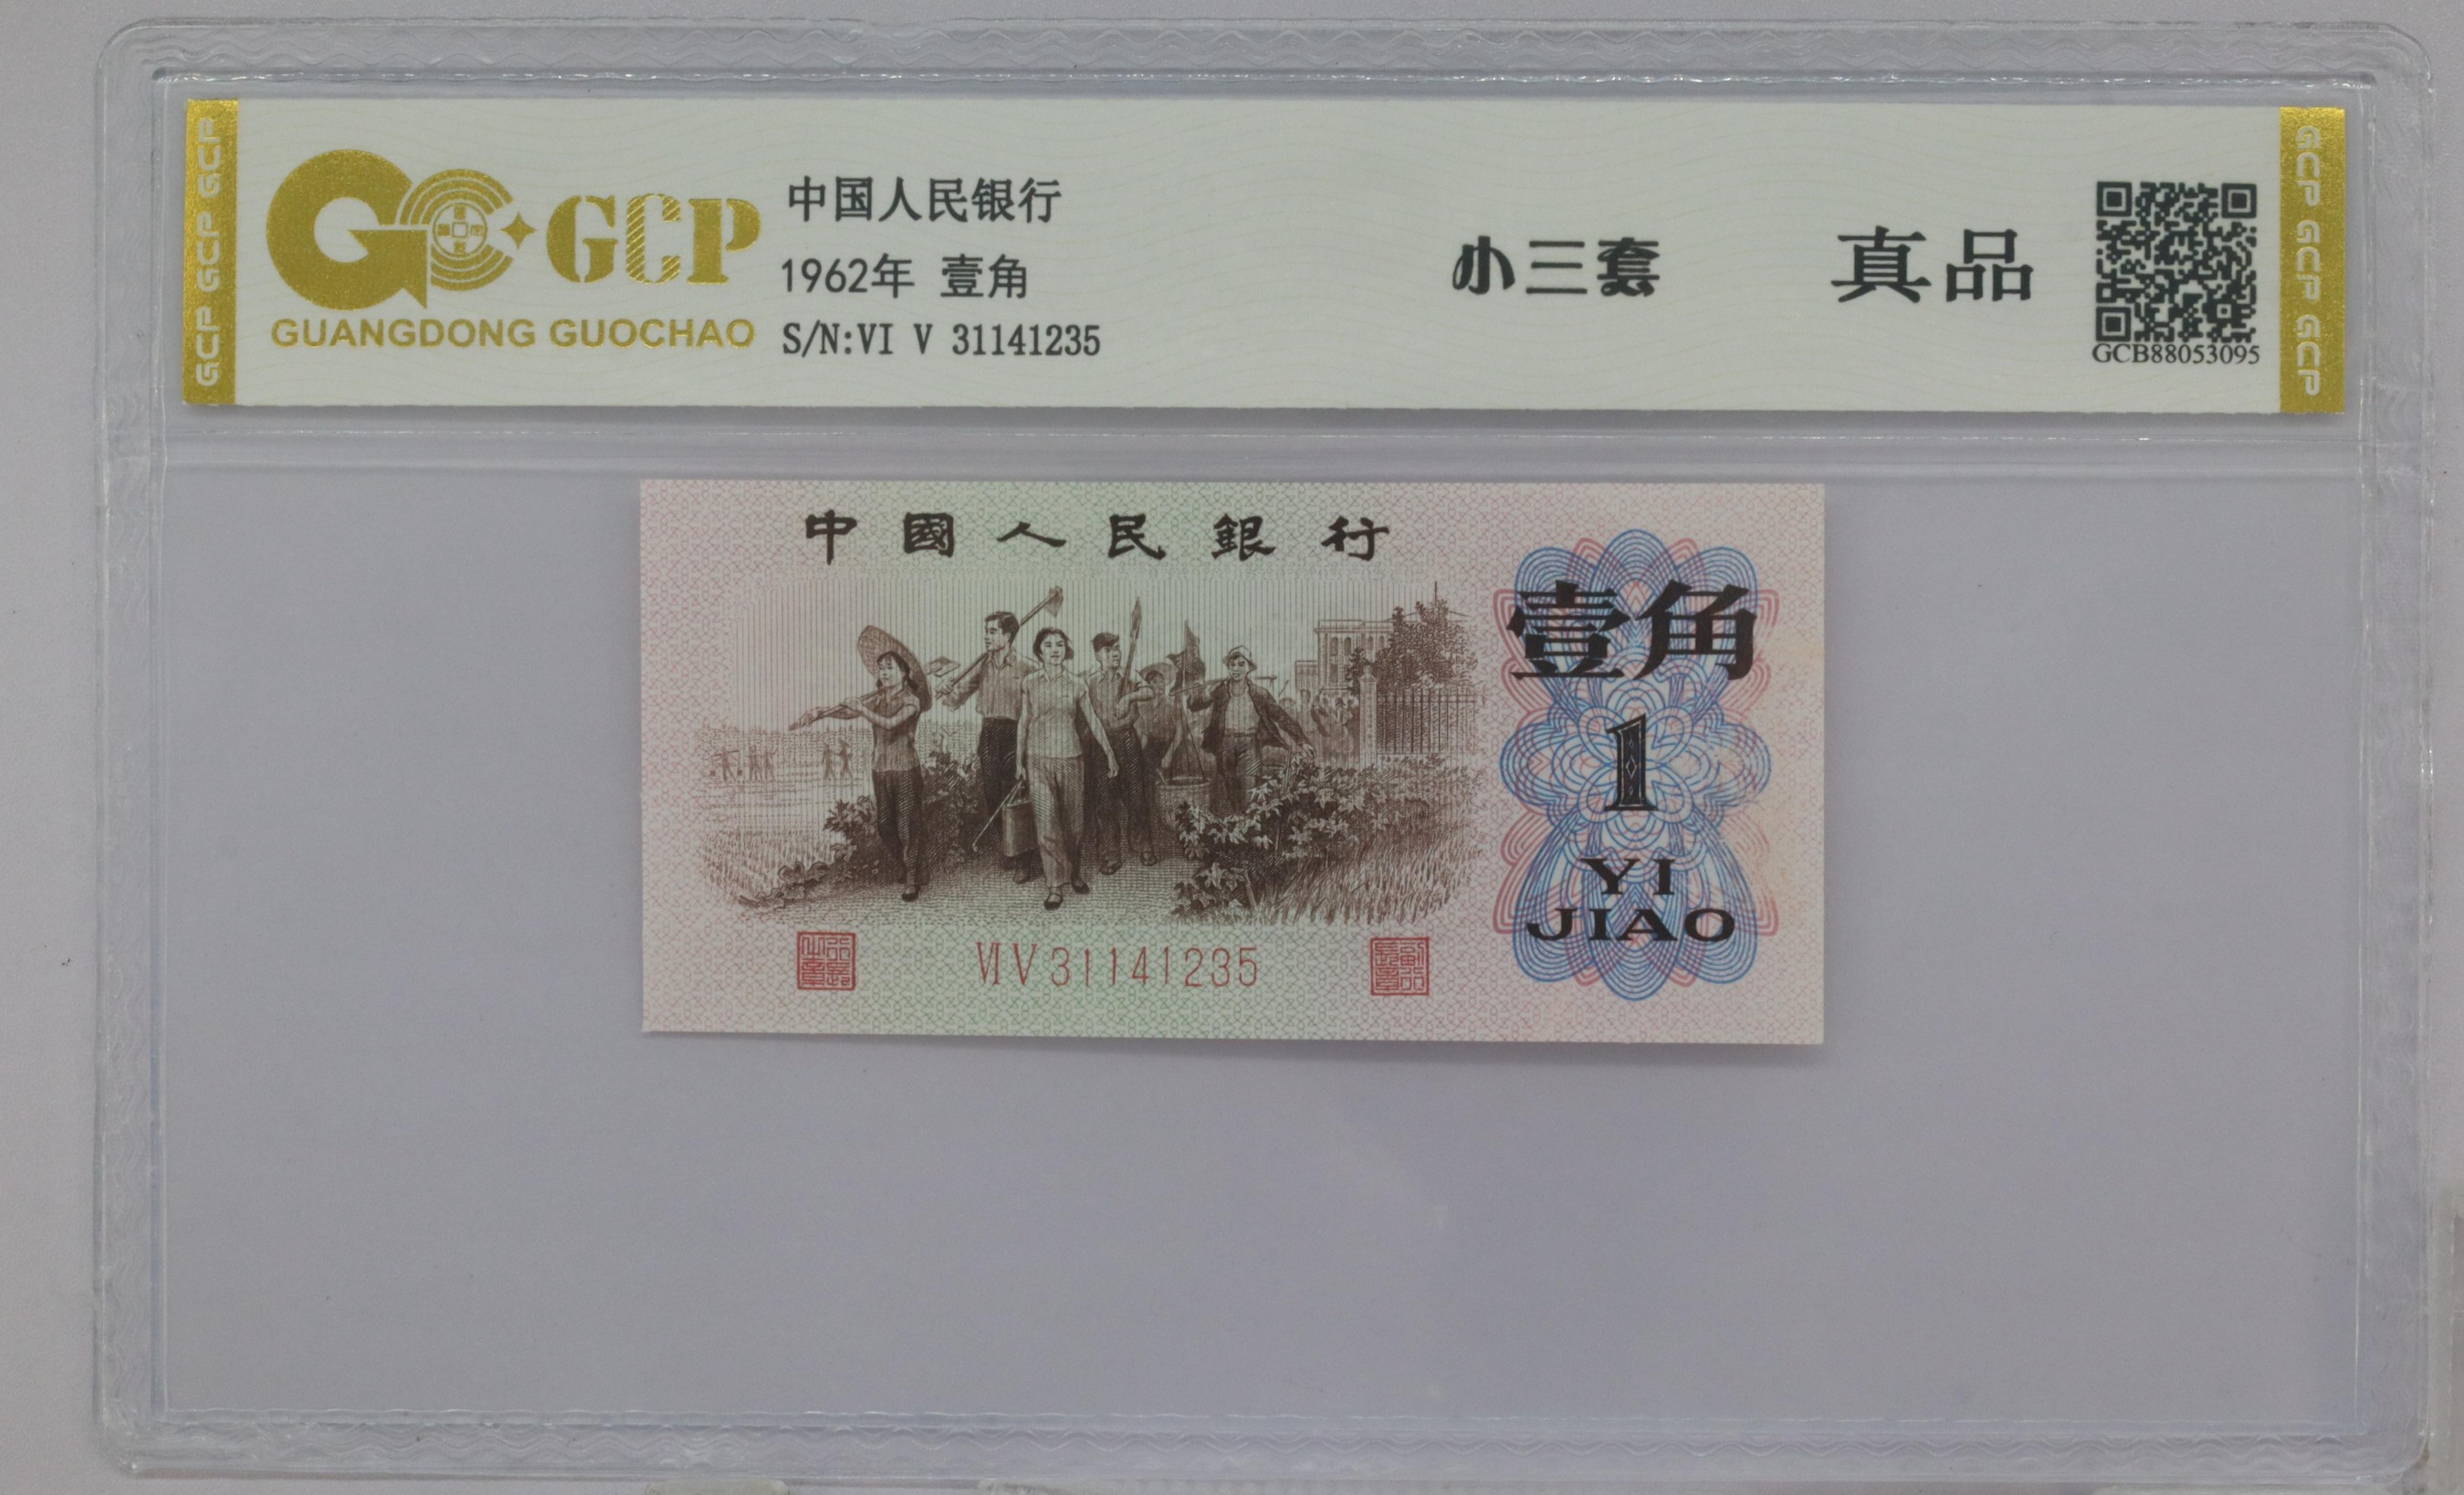 GCP GCP GCP
GCP
GUANGDONG GUOCHAO
中国人民银行
1962年 壹角
S/N:VI V 31141235
小三套
真品
GCB88053095
GCP GCP GCP
中國人民銀行
壹角
1
YI
JIAO
VI V 31141235